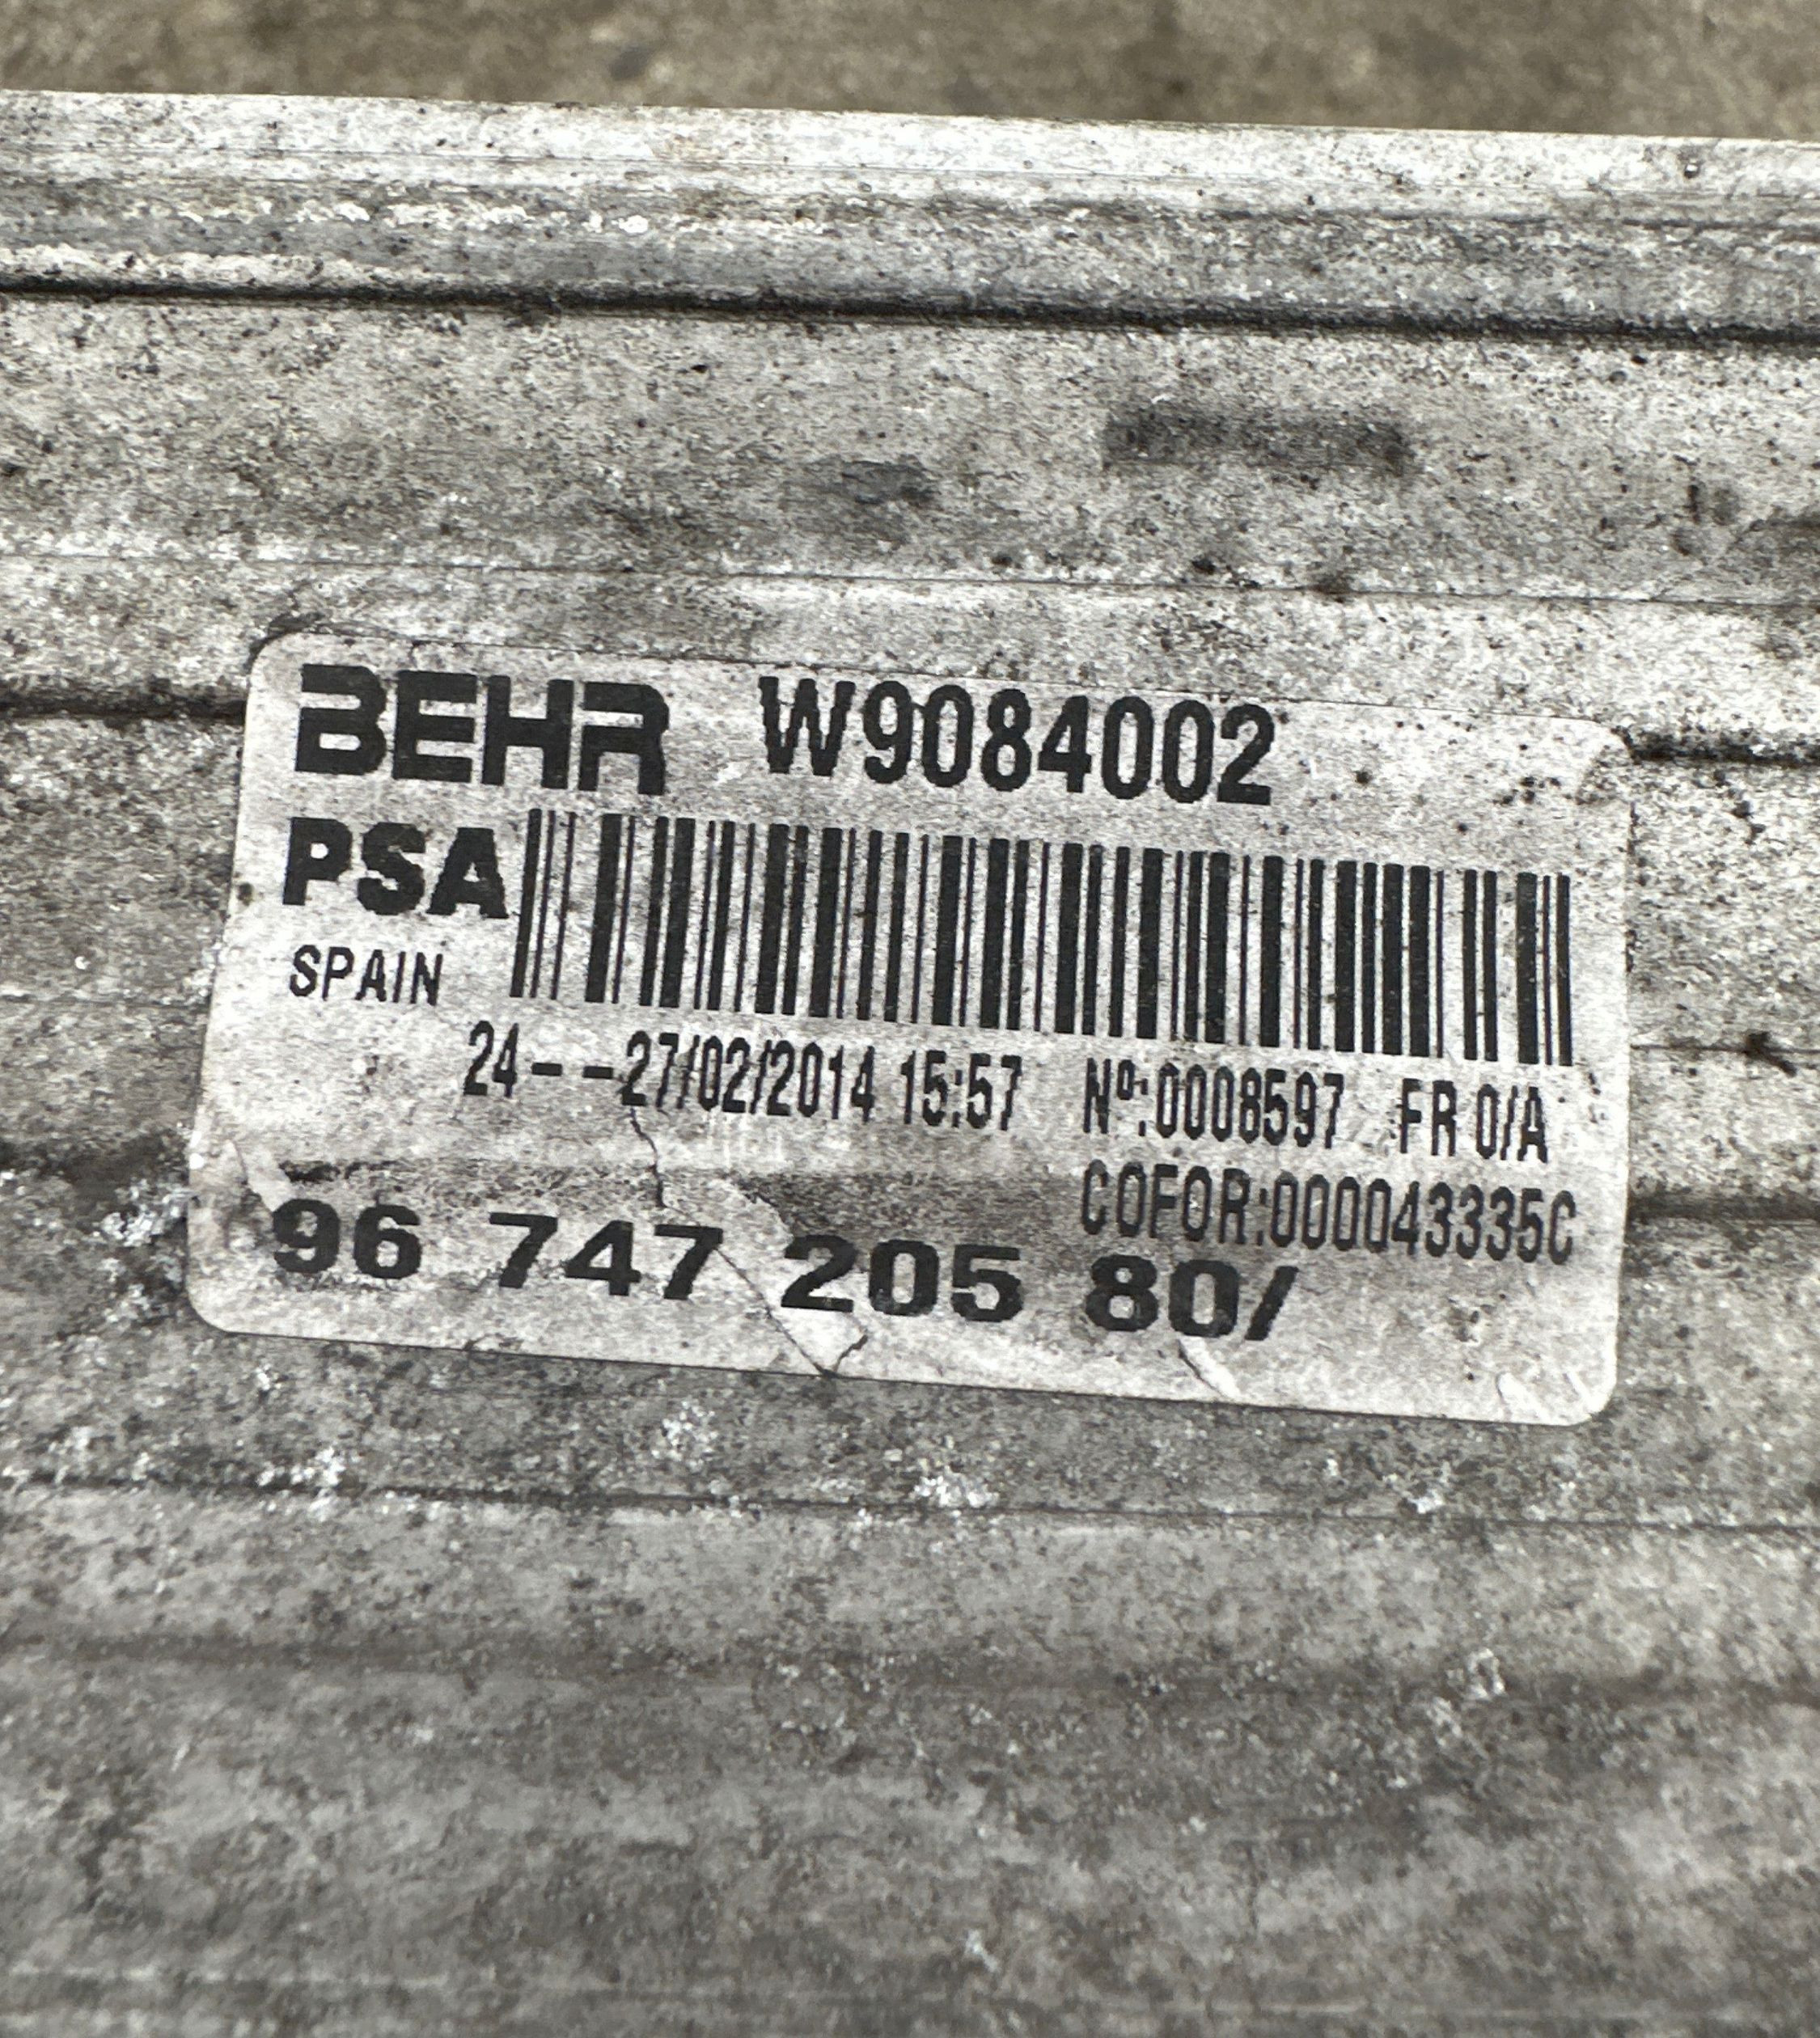 BEHR W9084002
PSA
SPAIN
24--27/02/2014 15:57 Nº:0008597 FR 0/A
COFOR:000043335C
96 747 205 80/